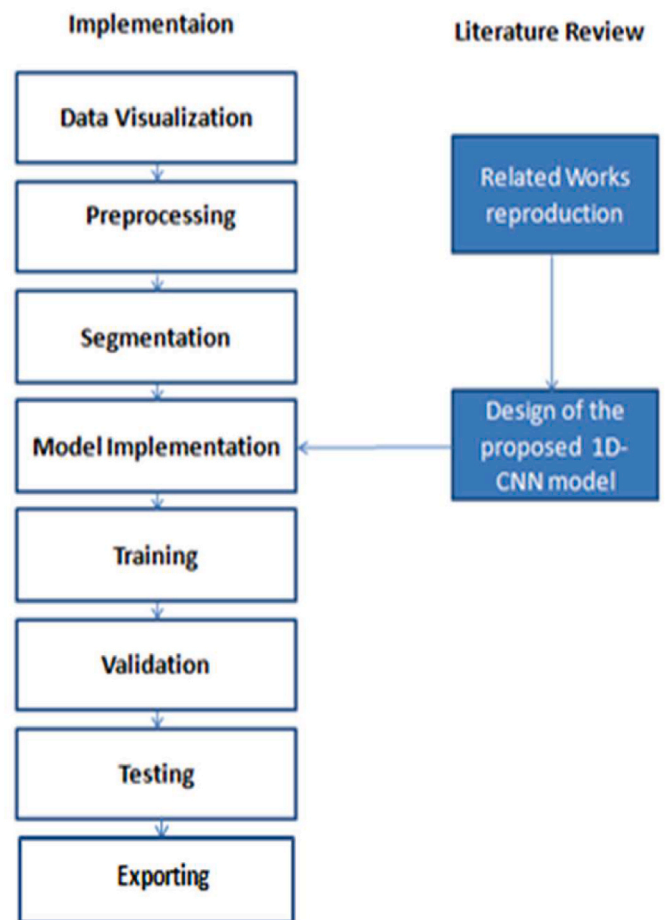 Implementaion
Data Visualization
Preprocessing
Segmentation
Model Implementation
Training
Validation
Testing
Exporting
Literature Review
Related Works
reproduction
Design of the
proposed 1D-
CNN model